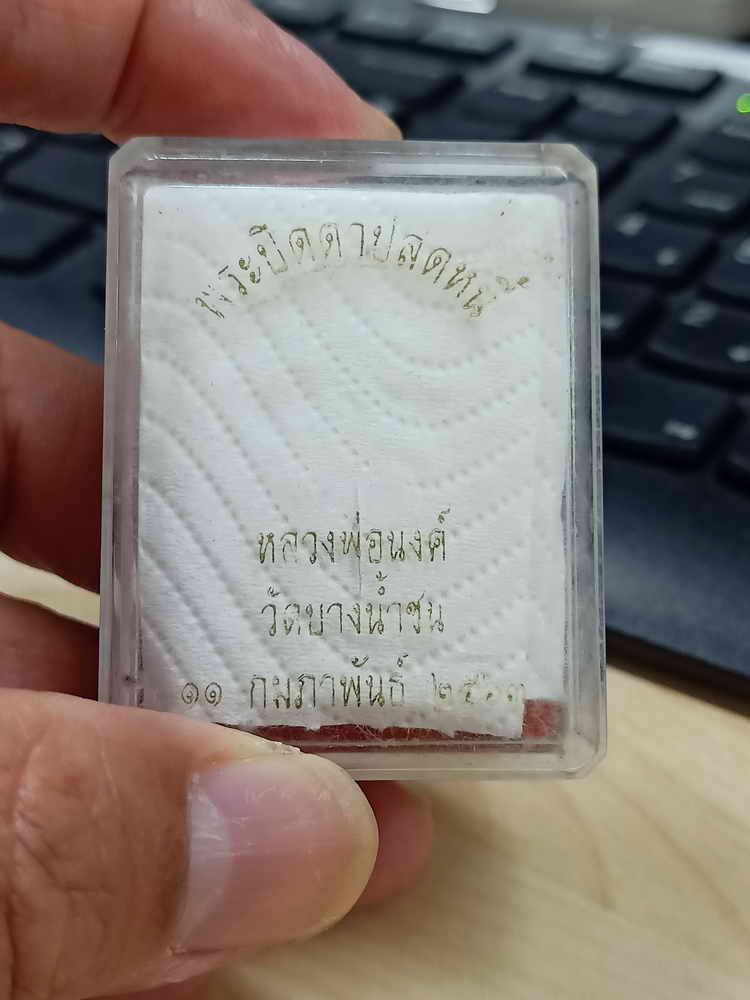 พระปิดตาปลดหนี้
หลวงพ่อนงค์
วัดบางน้ำชน
๑๑ กุมภาพันธ์ ๒๕๖๓